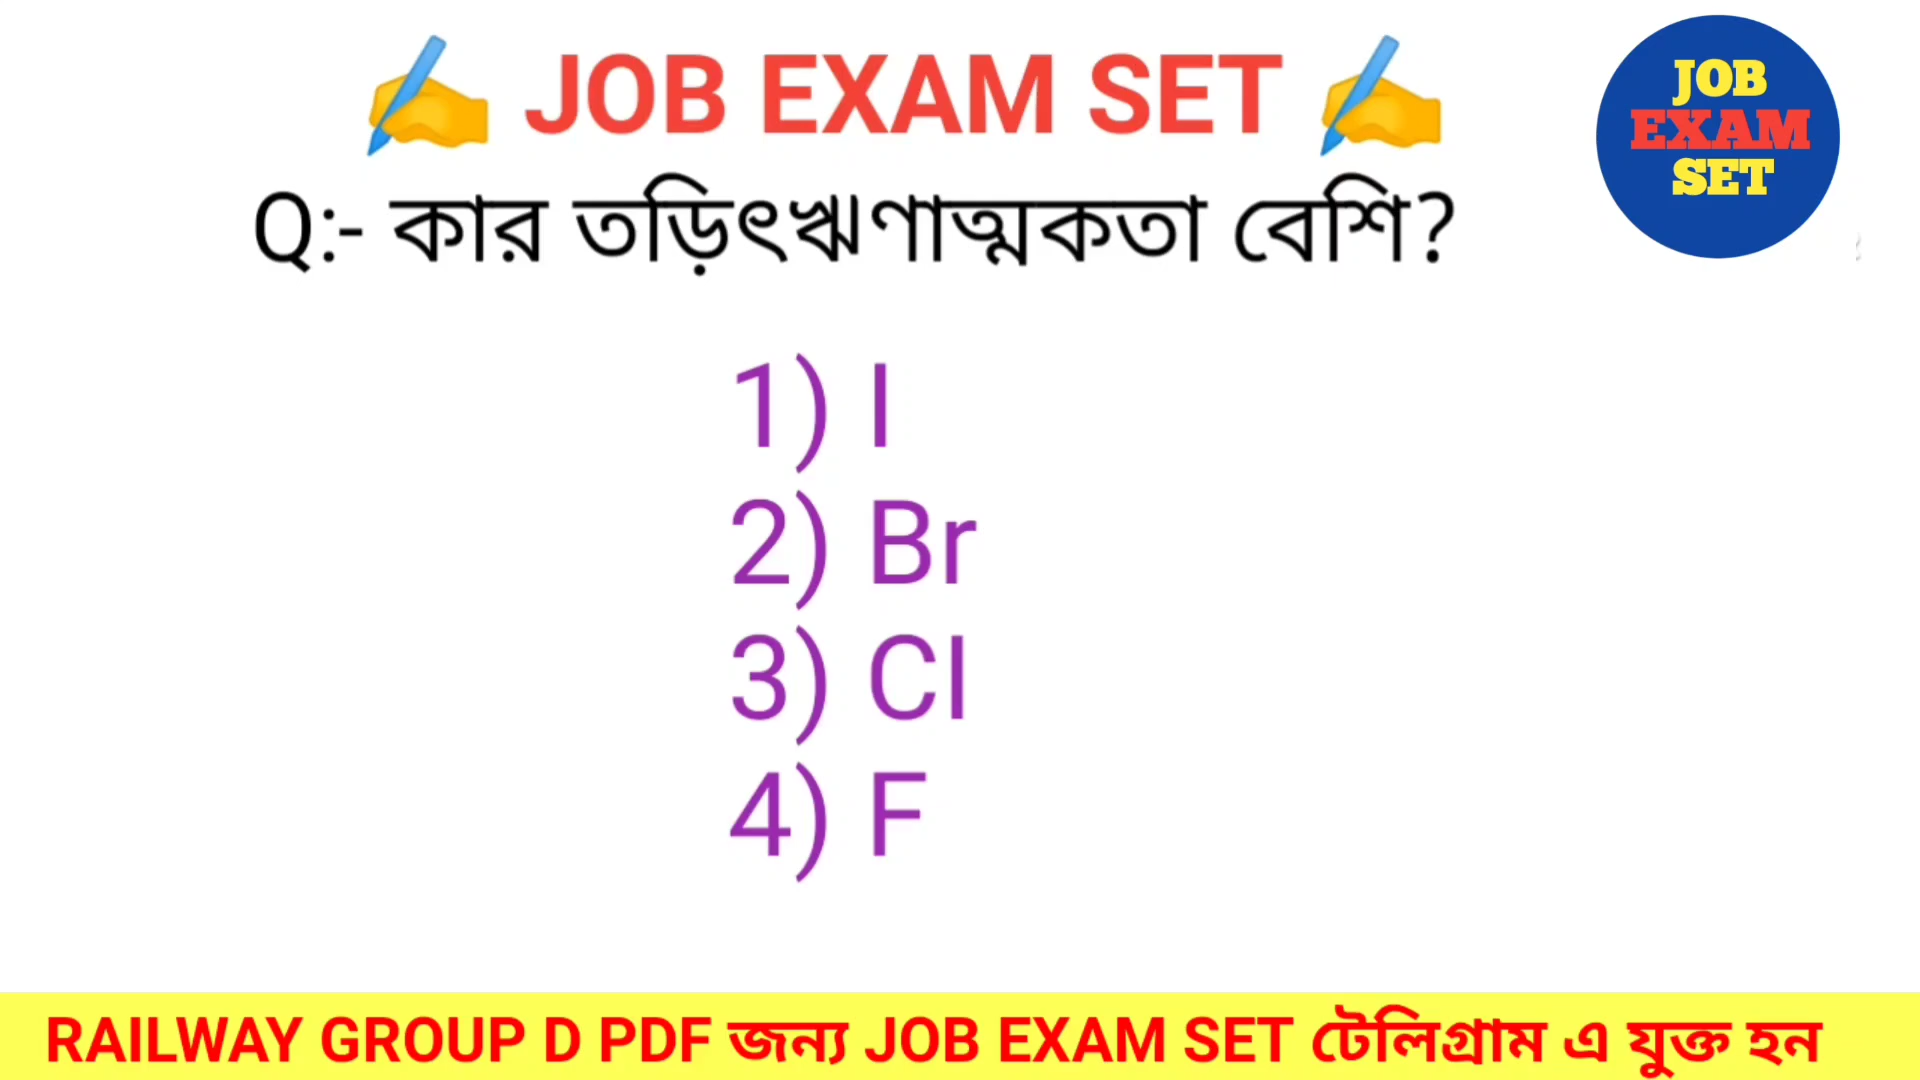 ✍️ JOB EXAM SET ✍️
JOB
EXAM
SET
Q:- কার তড়িৎঋণাত্মকতা বেশি?
1) I
2) Br
3) Cl
4) F
RAILWAY GROUP D PDF জন্য JOB EXAM SET টেলিগ্রাম এ যুক্ত হন